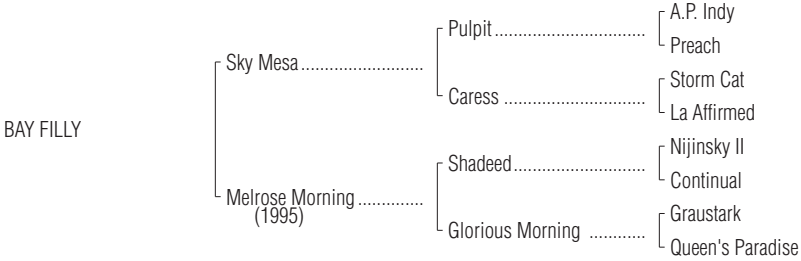 A.P. Indy
Pulpit..............................
Preach
Sky Mesa........................
Storm Cat
Caress ............................
La Affirmed
BAY FILLY
Nijinsky II
Shadeed..........................
Continual
Melrose Morning .............
(1995)
Graustark
Glorious Morning ............
Queen's Paradise